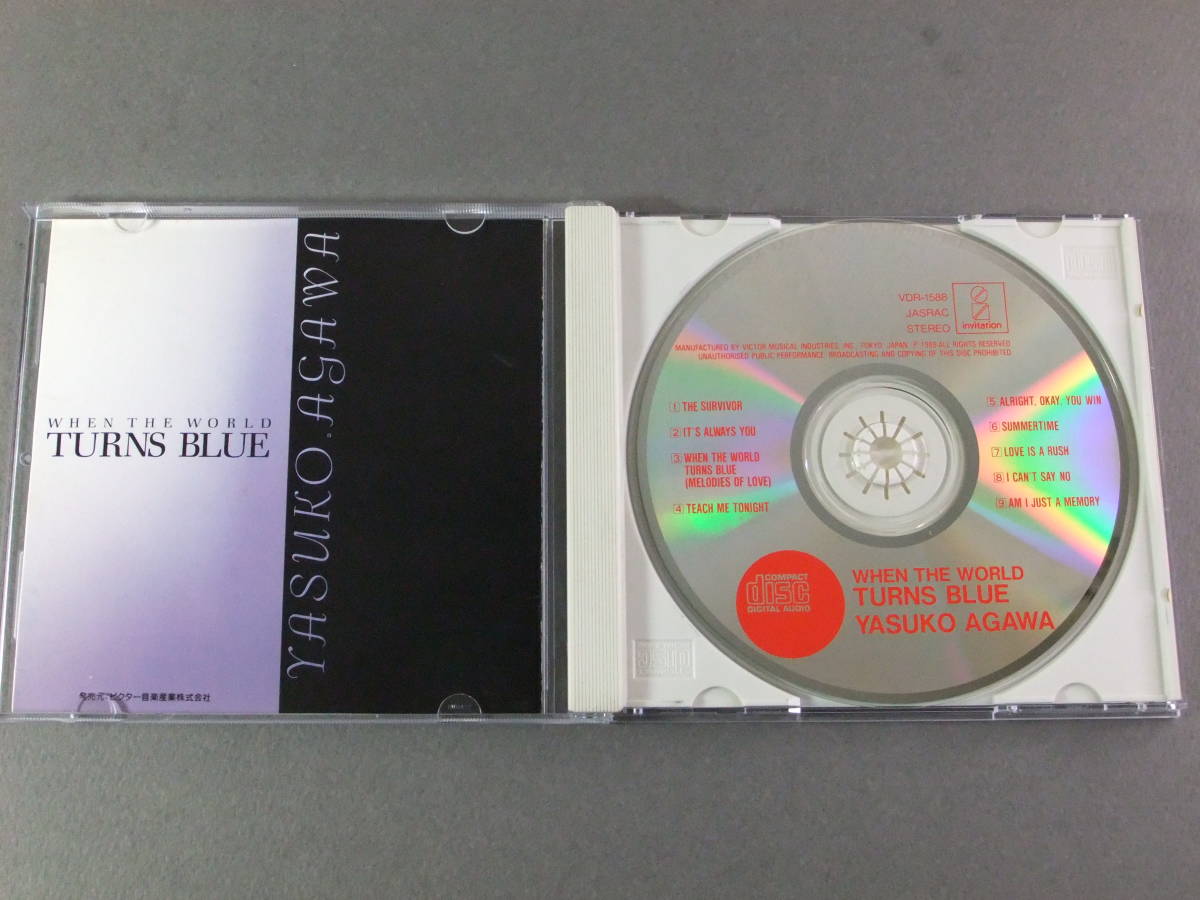 WHEN THE WORLD
TURNS BLUE
YASUKO.AGAWA
発売元 ビクター音楽産業株式会社
VDR-1588
JASRAC
STEREO
invitation
MANUFACTURED BY VICTOR MUSICAL INDUSTRIES, INC., TOKYO, JAPAN. Ⓟ 1989 ALL RIGHTS RESERVED
UNAUTHORISED PUBLIC PERFORMANCE, BROADCASTING AND COPYING OF THIS DISC PROHIBITED
1 THE SURVIVOR
2 IT'S ALWAYS YOU
3 WHEN THE WORLD
TURNS BLUE
(MELODIES OF LOVE)
4 TEACH ME TONIGHT
5 ALRIGHT, OKAY, YOU WIN
6 SUMMERTIME
7 LOVE IS A RUSH
8 I CAN'T SAY NO
9 AM I JUST A MEMORY
COMPACT
disc
DIGITAL AUDIO
WHEN THE WORLD
TURNS BLUE
YASUKO AGAWA